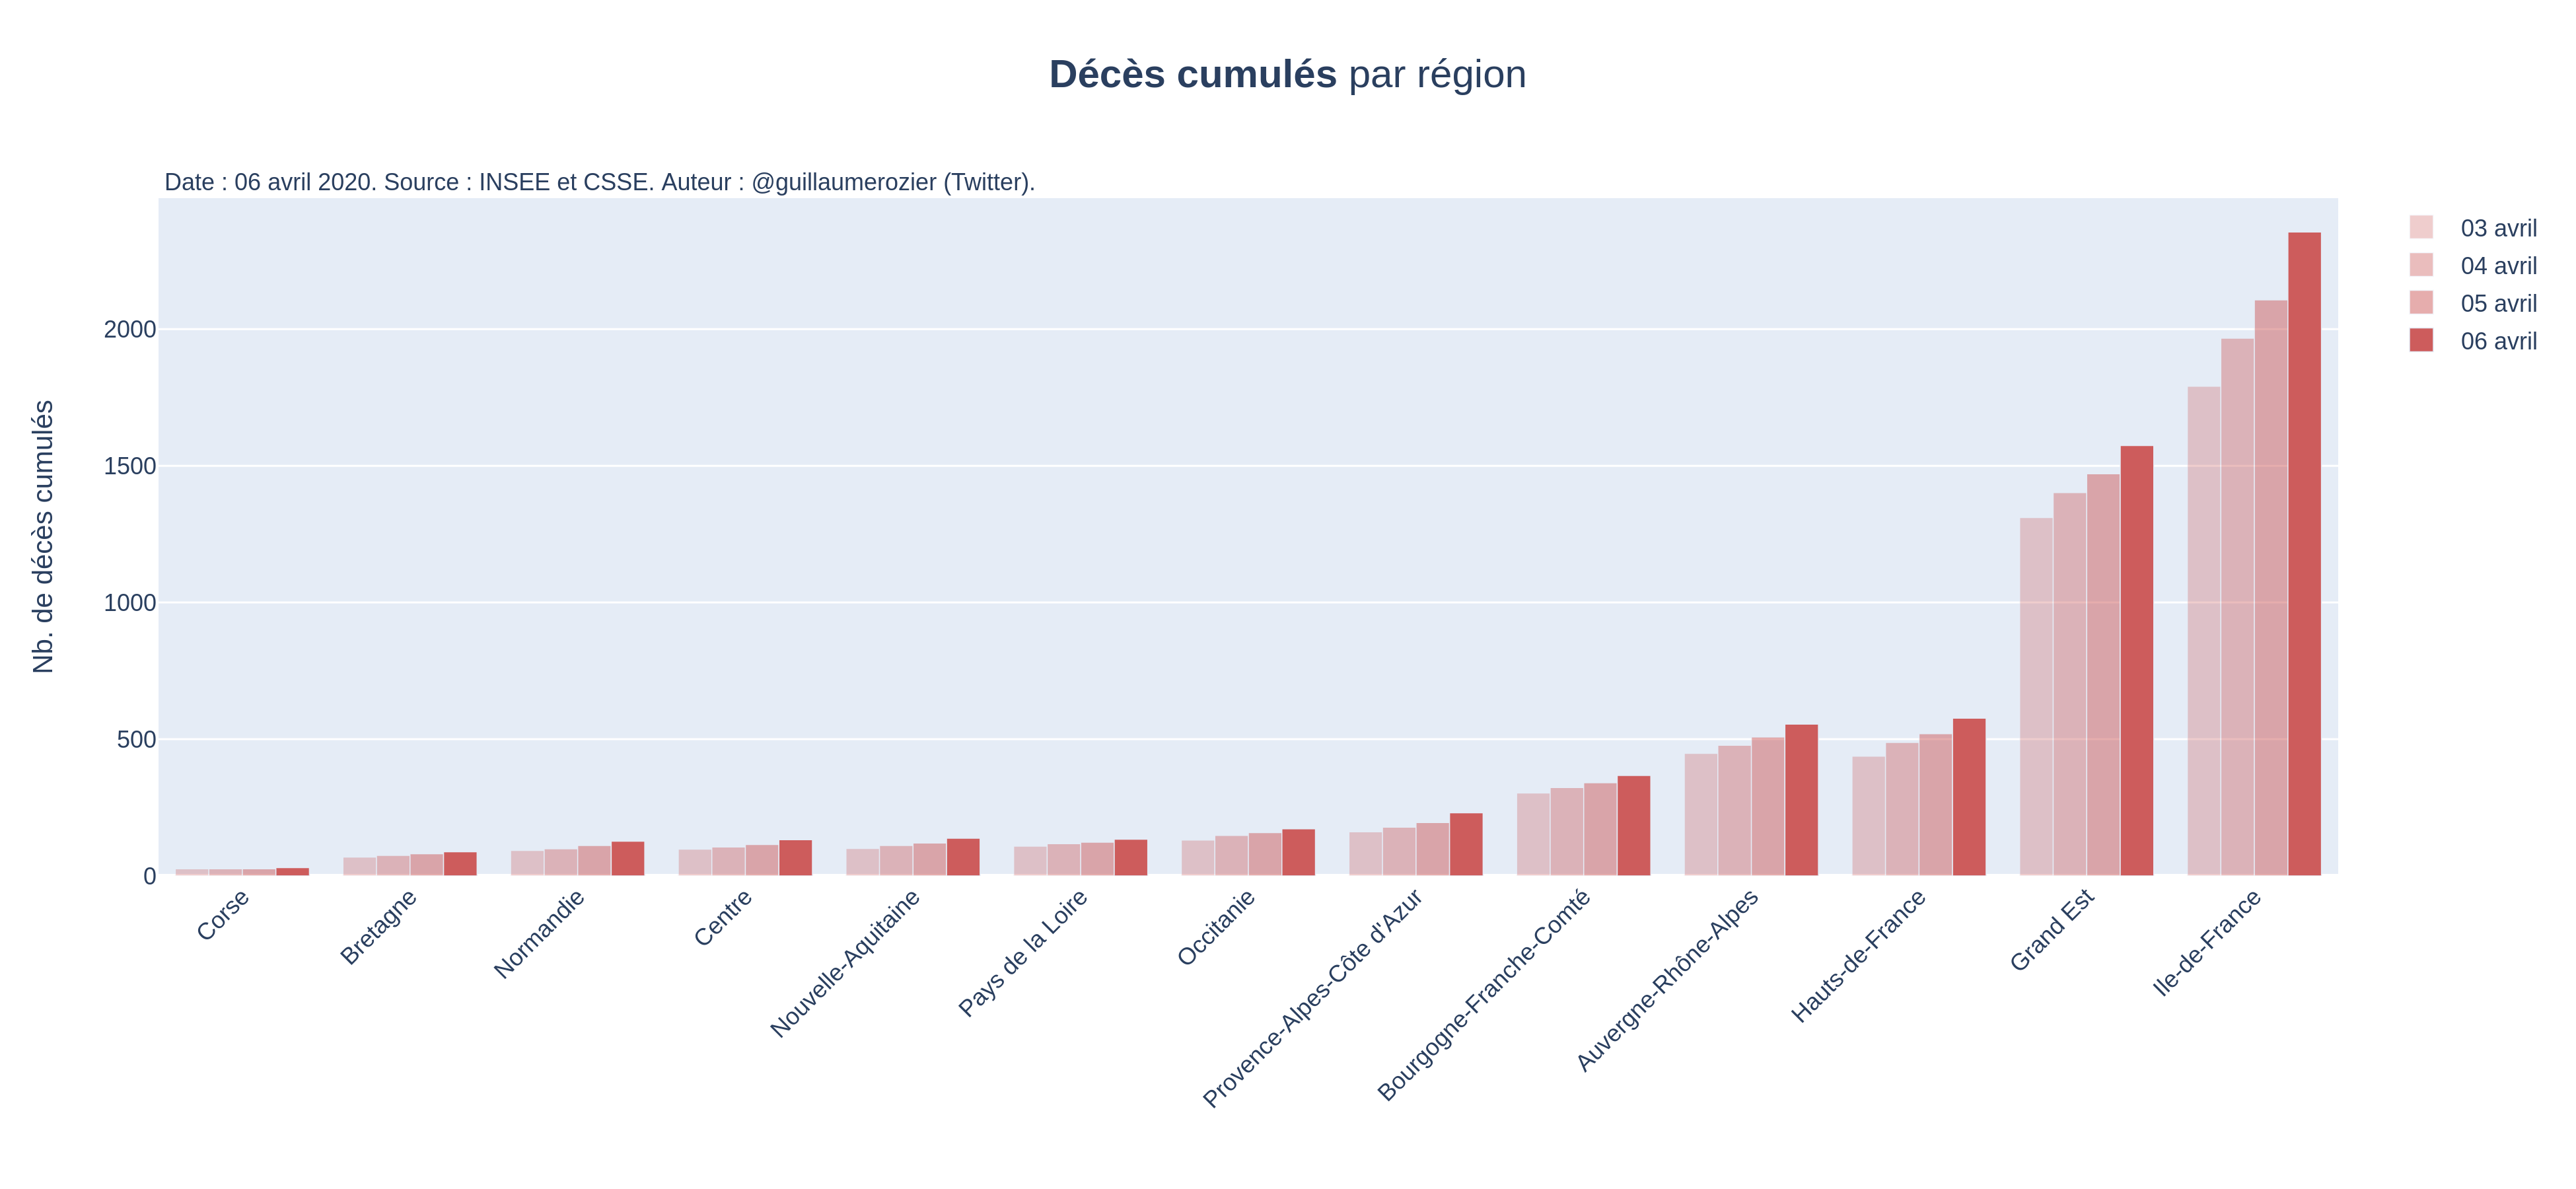 Décès cumulés par région
Date : 06 avril 2020. Source : INSEE et CSSE. Auteur : @guillaumerozier (Twitter).
03 avril
04 avril
05 avril
06 avril
Nb. de décès cumulés
2000
1500
1000
500
0
Corse
Bretagne
Normandie
Centre
Nouvelle-Aquitaine
Pays de la Loire
Occitanie
Provence-Alpes-Côte d'Azur
Bourgogne-Franche-Comté
Auvergne-Rhône-Alpes
Hauts-de-France
Grand Est
Ile-de-France